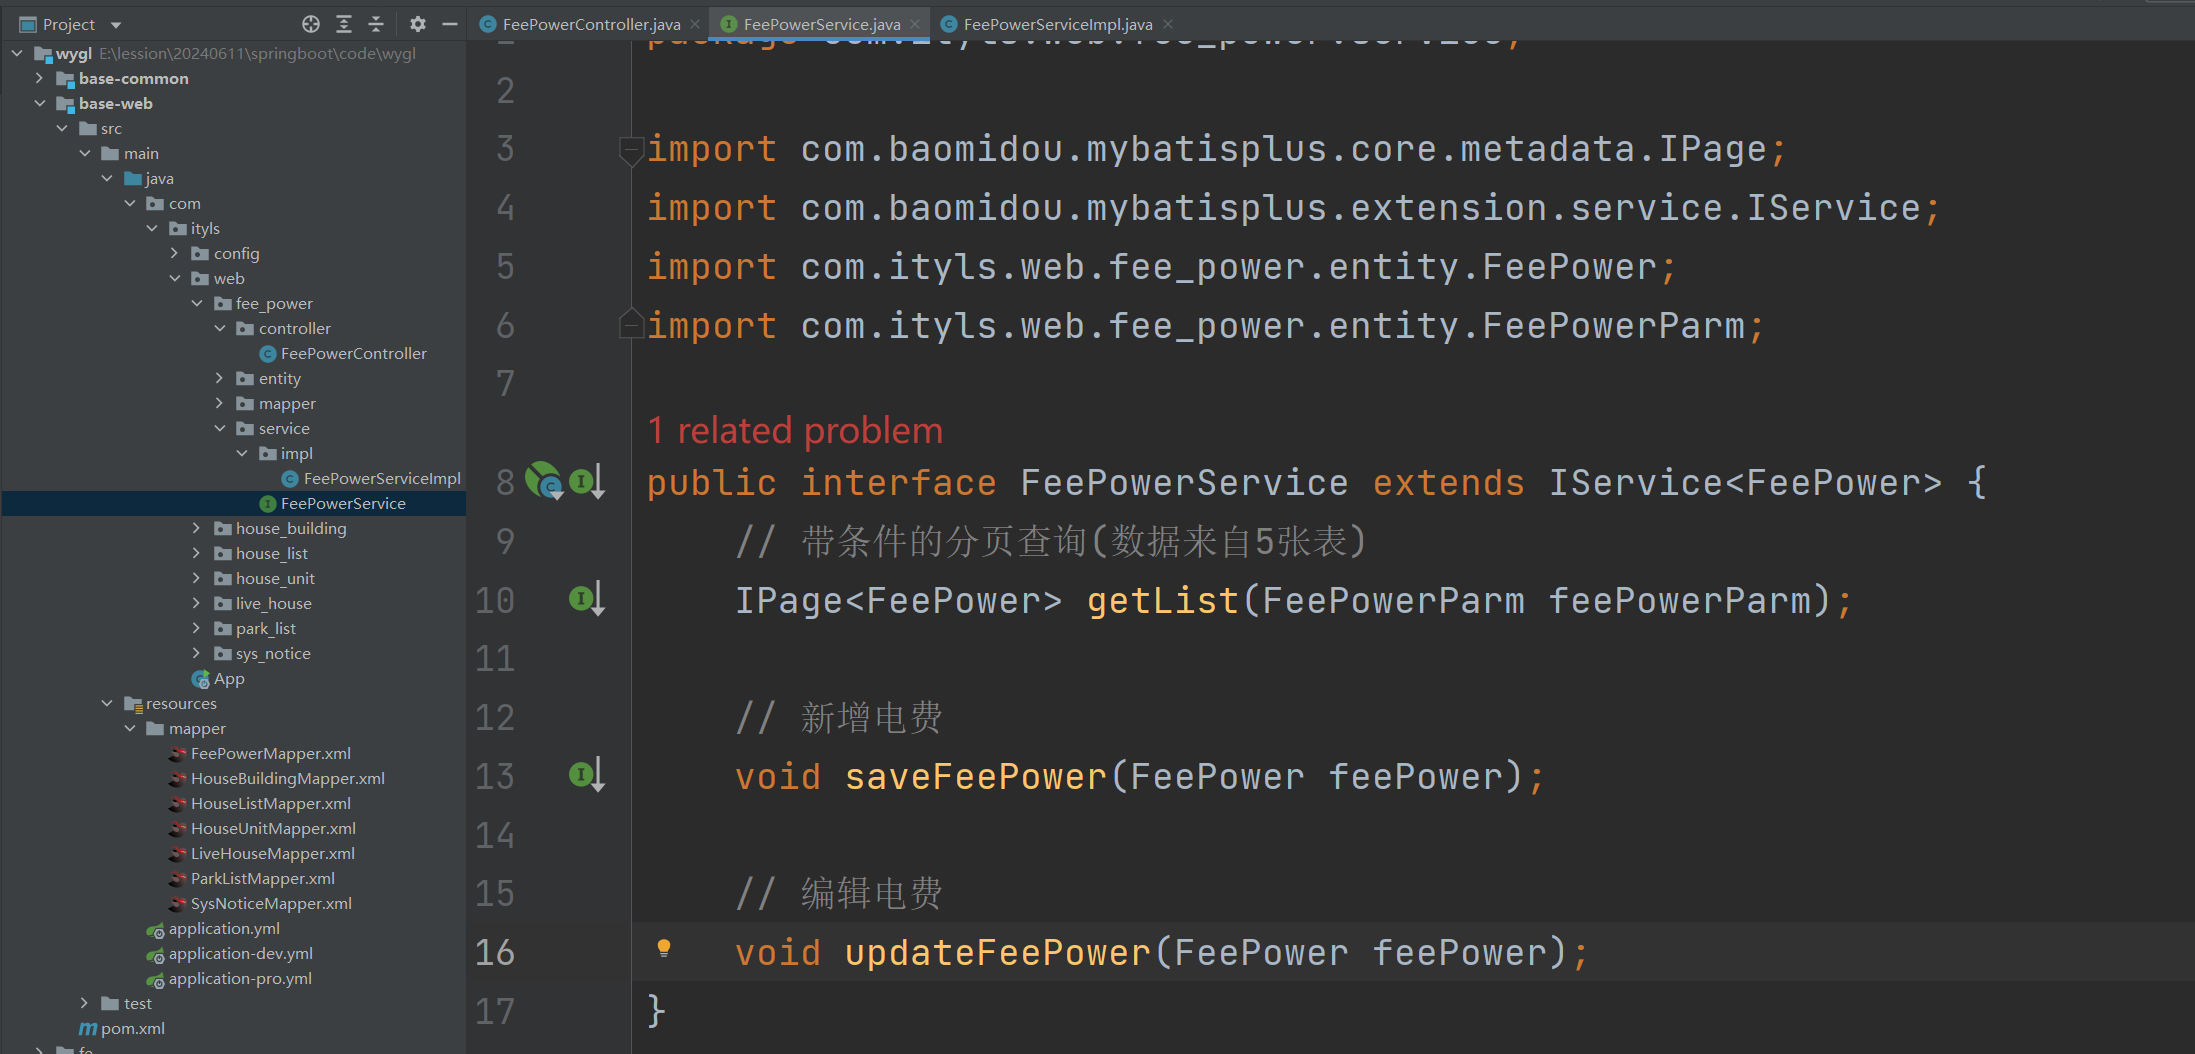 Project
wygl E:\lession\20240611\springboot\code\wygl
base-common
base-web
src
main
java
com
ityls
config
web
fee_power
controller
FeePowerController
entity
mapper
service
impl
FeePowerServiceImpl
FeePowerService
house_building
house_list
house_unit
live_house
park_list
sys_notice
App
resources
mapper
FeePowerMapper.xml
HouseBuildingMapper.xml
HouseListMapper.xml
HouseUnitMapper.xml
LiveHouseMapper.xml
ParkListMapper.xml
SysNoticeMapper.xml
application.yml
application-dev.yml
application-pro.yml
test
pom.xml
FeePowerController.java FeePowerService.java FeePowerServiceImpl.java
package com.ityls.web.fee_power.service;
2
3 import com.baomidou.mybatisplus.core.metadata.IPage;
4 import com.baomidou.mybatisplus.extension.service.IService;
5 import com.ityls.web.fee_power.entity.FeePower;
6 import com.ityls.web.fee_power.entity.FeePowerParm;
7
1 related problem
8 public interface FeePowerService extends IService<FeePower> {
9 // 带条件的分页查询(数据来自5张表)
10 IPage<FeePower> getList(FeePowerParm feePowerParm);
11
12 // 新增电费
13 void saveFeePower(FeePower feePower);
14
15 // 编辑电费
16 void updateFeePower(FeePower feePower);
17 }